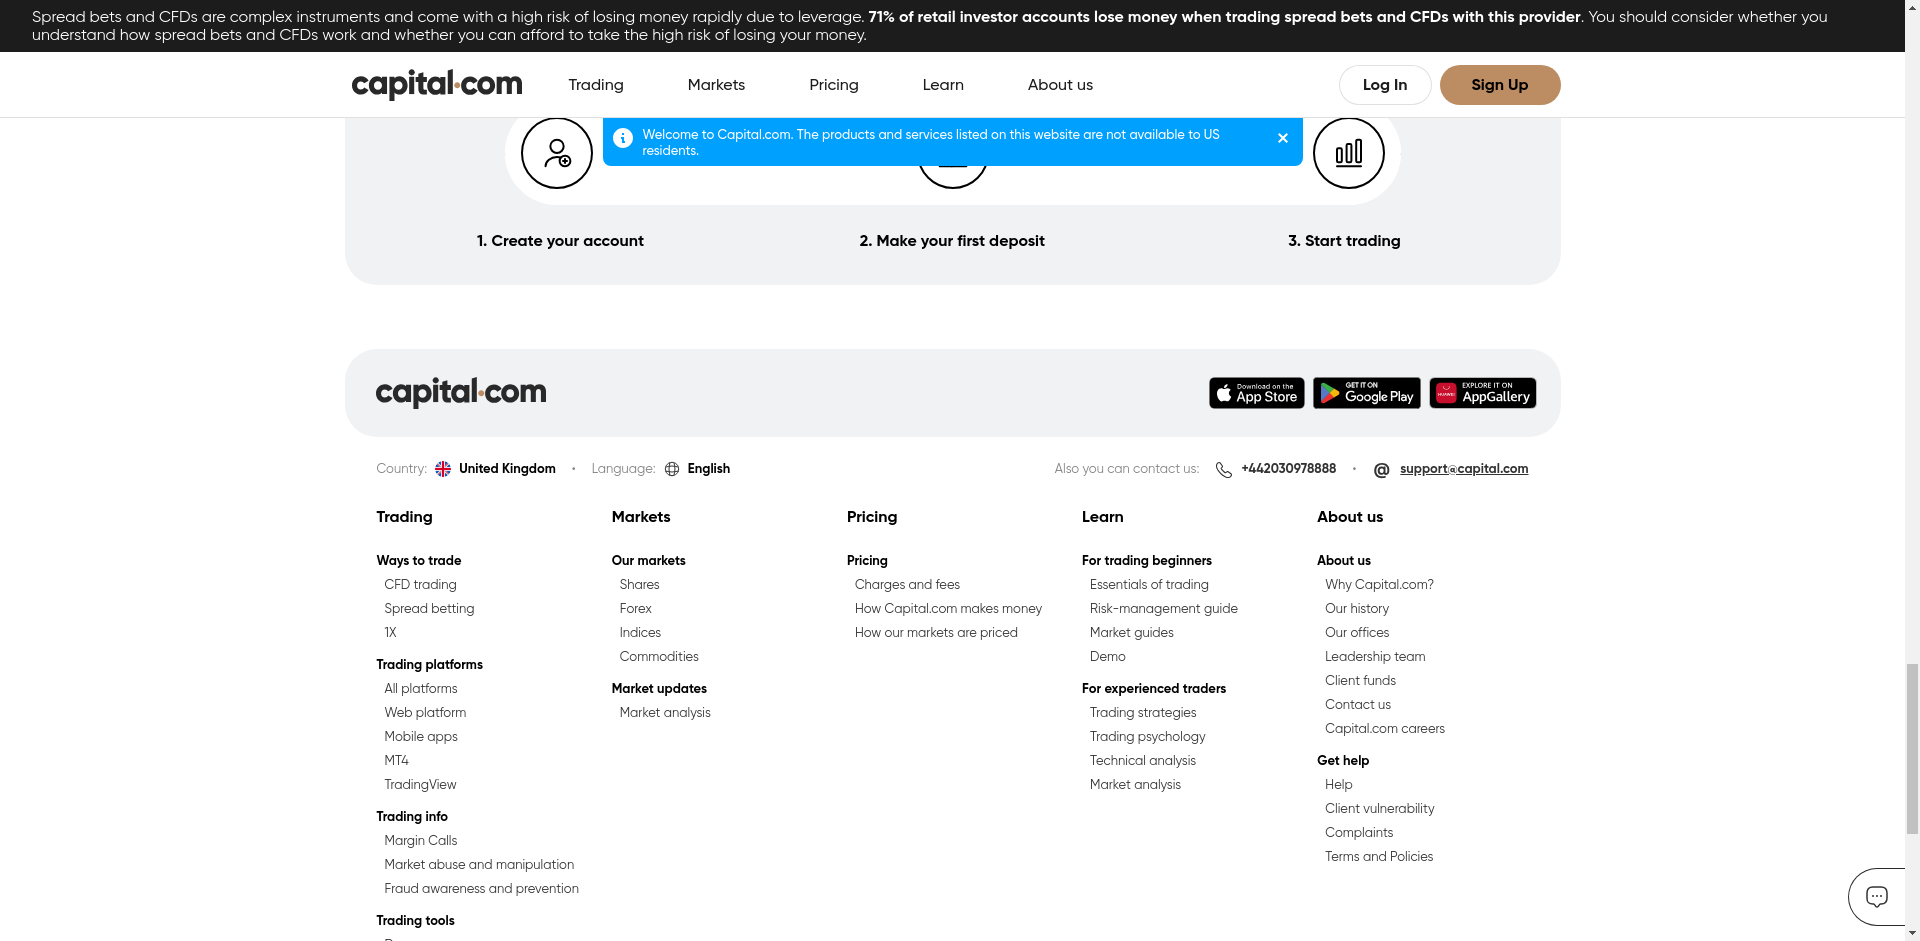 Spread bets and CFDs are complex instruments and come with a high risk of losing money rapidly due to leverage. 71% of retail investor accounts lose money when trading spread bets and CFDs with this provider. You should consider whether you
understand how spread bets and CFDs work and whether you can afford to take the high risk of losing your money.
capital.com
Trading
Markets
Pricing
Learn
About us
Log In
Sign Up
Welcome to Capital.com. The products and services listed on this website are not available to US
residents.
1. Create your account
2. Make your first deposit
3. Start trading
capital.com
Download on the
App Store
GET IT ON
Google Play
HUAWEI
EXPLORE IT ON
AppGallery
Country: United Kingdom
Language: English
Also you can contact us: +442030978888
support@capital.com
Trading
Ways to trade
CFD trading
Spread betting
1X
Trading platforms
All platforms
Web platform
Mobile apps
MT4
TradingView
Trading info
Margin Calls
Market abuse and manipulation
Fraud awareness and prevention
Trading tools
Markets
Our markets
Shares
Forex
Indices
Commodities
Market updates
Market analysis
Pricing
Pricing
Charges and fees
How Capital.com makes money
How our markets are priced
Learn
For trading beginners
Essentials of trading
Risk-management guide
Market guides
Demo
For experienced traders
Trading strategies
Trading psychology
Technical analysis
Market analysis
About us
About us
Why Capital.com?
Our history
Our offices
Leadership team
Client funds
Contact us
Capital.com careers
Get help
Help
Client vulnerability
Complaints
Terms and Policies